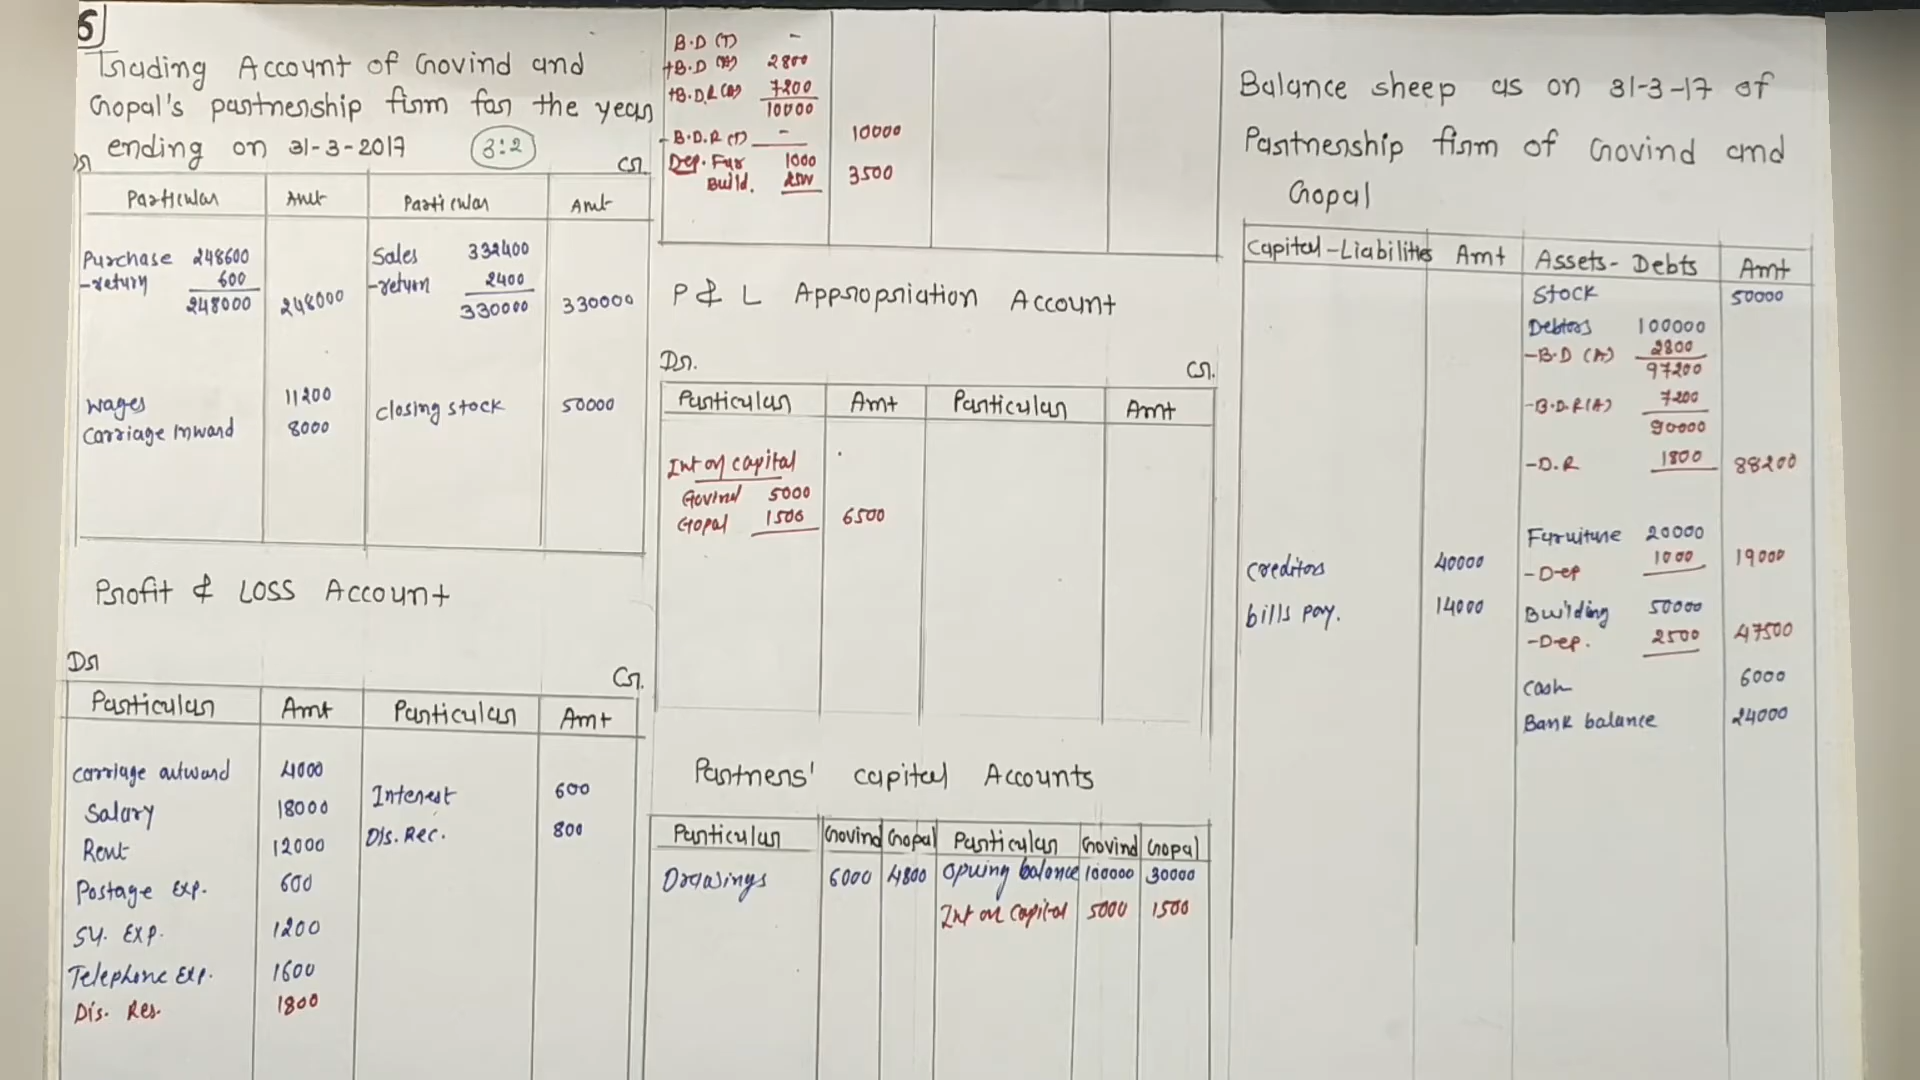 6
Trading Account of Govind and
Gopal's partnership firm for the year
ending on 31-3-2017 3:2
Dr Cr.
Particular Amt Particular Amt
Purchase 248600 Sales 332400
-return 600 -return 2400
248000 248000 330000 330000
Wages 11200 closing stock 50000
Carriage Inward 8000
Profit & Loss Account
Dr Cr.
Particular Amt Particular Amt
Carriage outward 4000
Interest 600
Salary 18000
Dis. Rec. 800
Rent 12000
Postage Exp. 600
Sy. Exp. 1200
Telephone Exp. 1600
Dis. Res. 1800
B.D (T) -
+B.D (A) 2800
+B.D.R (A) 7200
10000
-B.D.R (T) - 10000
Dep. Fur 1000
Build. 2500 3500
P & L Appropriation Account
Dr. Cr.
Particular Amt Particular Amt
Int on capital
Govind 5000
Gopal 1500 6500
Partners' capital Accounts
Particular Govind Gopal Particular Govind Gopal
Drawings 6000 4800 Opning balance 100000 30000
Int on Capital 5000 1500
Balance sheep as on 31-3-17 of
Partnership firm of Govind and
Gopal
Capital-Liabilities Amt Assets- Debts Amt
Stock 50000
Debtors 100000
-B.D (A) 2800
97200
-B.D.R(A) 7200
90000
-D.R 1800 88200
Furniture 20000
creditors 40000 -Dep 1000 19000
bills pay. 14000 Building 50000
-Dep. 2500 47500
Cash 6000
Bank balance 24000